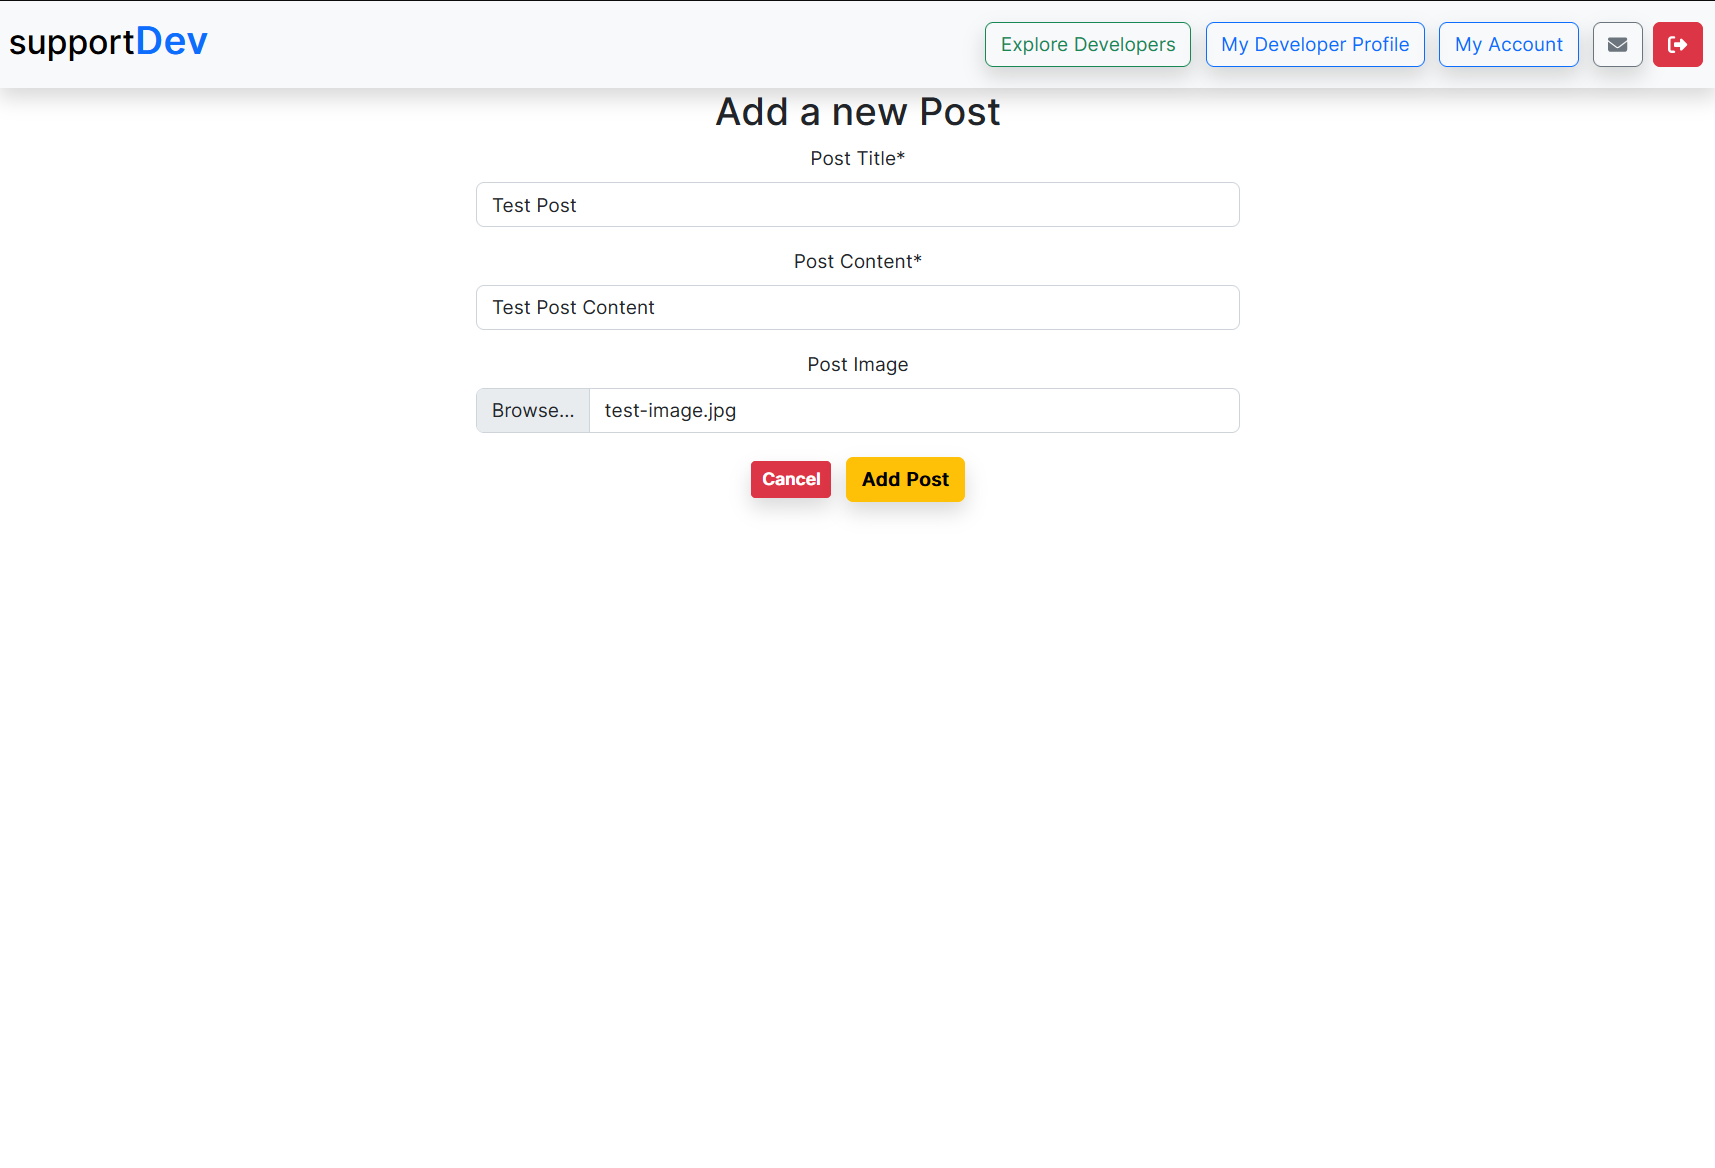 supportDev
Explore Developers
My Developer Profile
My Account
Add a new Post
Post Title*
Test Post
Post Content*
Test Post Content
Post Image
Browse... test-image.jpg
Cancel
Add Post